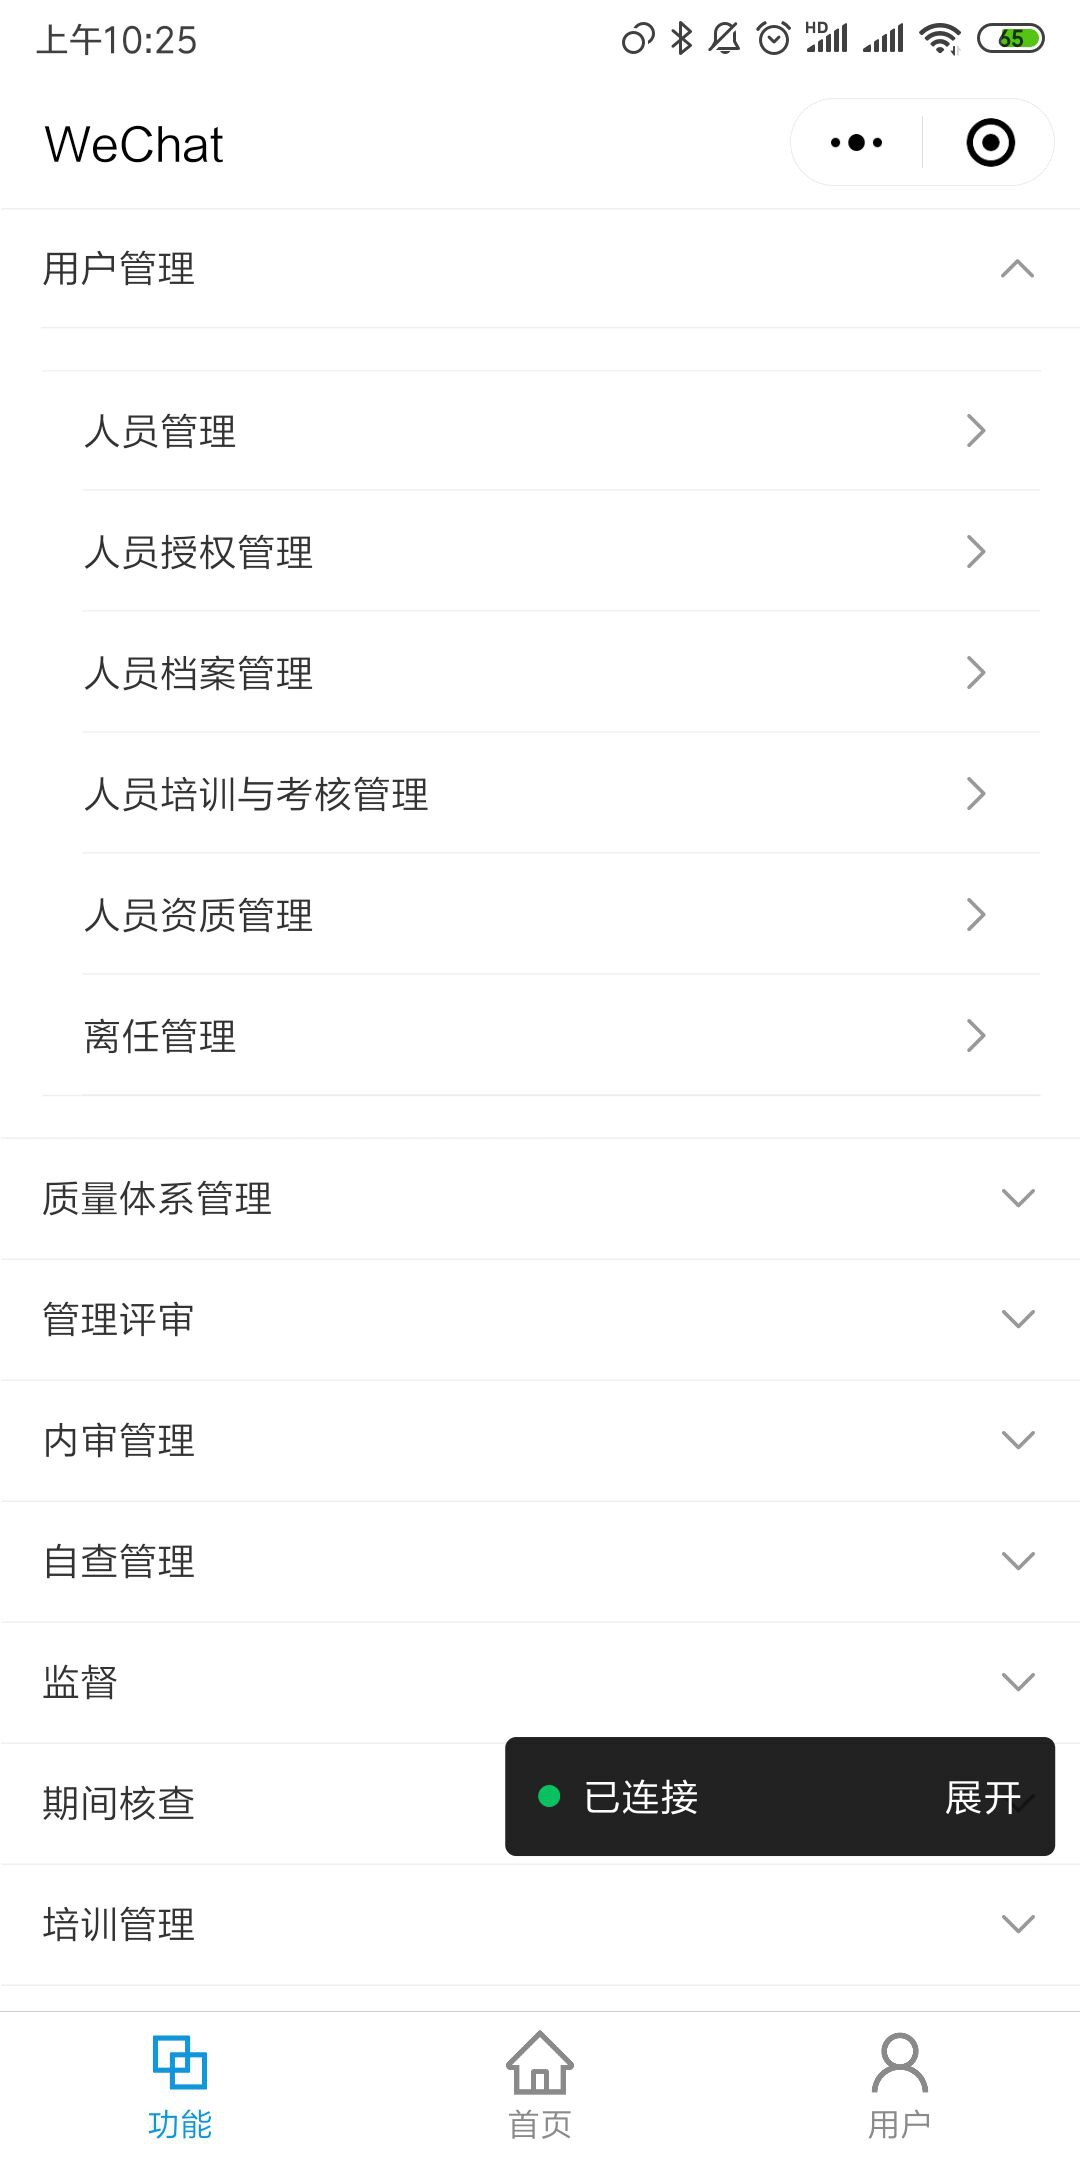 上午10:25
HD
65
WeChat
用户管理
人员管理
人员授权管理
人员档案管理
人员培训与考核管理
人员资质管理
离任管理
质量体系管理
管理评审
内审管理
自查管理
监督
期间核查
已连接 展开
培训管理
功能 首页 用户